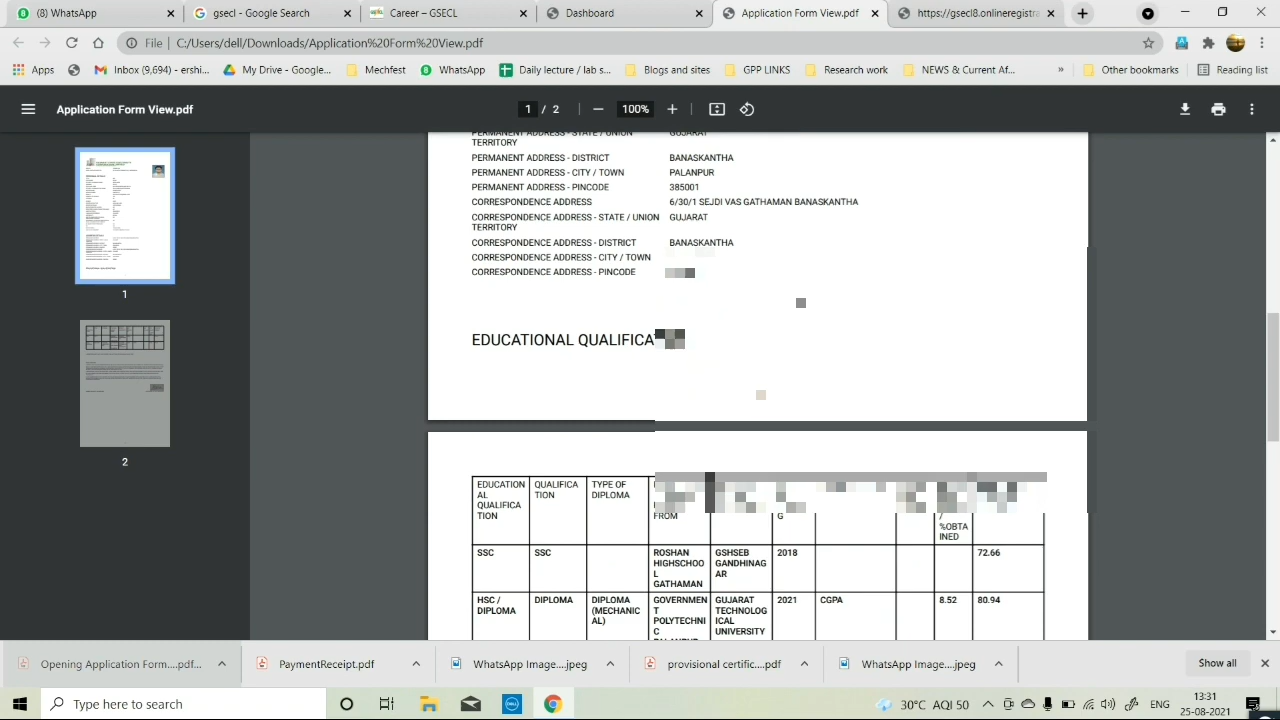 (8) WhatsApp
gsecl - Google Search
Career – GSECL
Dashboard
Application Form View.pdf
https://gsecl8.onlineregistra
File | C:/Users/dell/Downloads/Application%20Form%20View.pdf
Apps
Inbox (9,694) - ershi...
My Drive - Google...
Mechfest
WhatsApp
Daily lecture / lab s...
Blogs and sites
GPP LINKS
Research work
NEWS & Current Af...
»
Other bookmarks
Reading list
Application Form View.pdf
1 / 2
100%
PERMANENT ADDRESS - STATE / UNION GUJARAT
TERRITORY
PERMANENT ADDRESS - DISTRICT BANASKANTHA
PERMANENT ADDRESS - CITY / TOWN PALANPUR
PERMANENT ADDRESS - PINCODE 385001
CORRESPONDENCE ADDRESS 6/30/1 SEJDI VAS GATHAMAN BANASKANTHA
CORRESPONDENCE ADDRESS - STATE / UNION GUJARAT
TERRITORY
CORRESPONDENCE ADDRESS - DISTRICT BANASKANTHA
CORRESPONDENCE ADDRESS - CITY / TOWN
CORRESPONDENCE ADDRESS - PINCODE
EDUCATIONAL QUALIFICA
1
2
EDUCATION QUALIFICA TYPE OF
AL TION DIPLOMA
QUALIFICA
TION FROM G /
%OBTA
INED
SSC SSC ROSHAN GSHSEB 2018 72.66
HIGHSCHOO GANDHINAG
L AR
GATHAMAN
HSC / DIPLOMA DIPLOMA GOVERNMEN GUJARAT 2021 CGPA 8.52 80.94
DIPLOMA (MECHANIC T TECHNOLOG
AL) POLYTECHNI ICAL
C UNIVERSITY
Opening Application Form....pdf...
PaymentReceipt.pdf
WhatsApp Image....jpeg
provisional certific....pdf
WhatsApp Image....jpeg
Show all
Type here to search
30°C AQI 50
ENG
13:31
25-08-2021